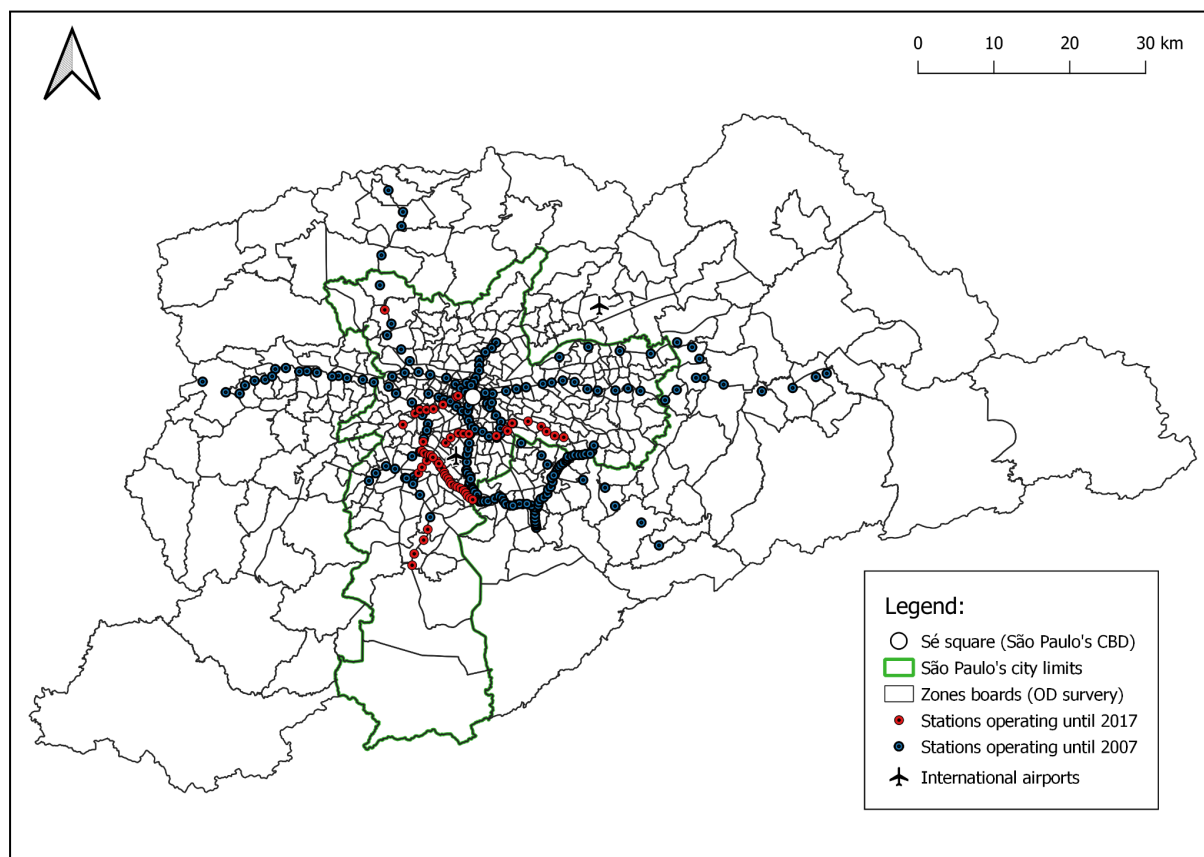 0 10 20 30 km
Legend:
Sé square (São Paulo's CBD)
São Paulo's city limits
Zones boards (OD survery)
Stations operating until 2017
Stations operating until 2007
International airports